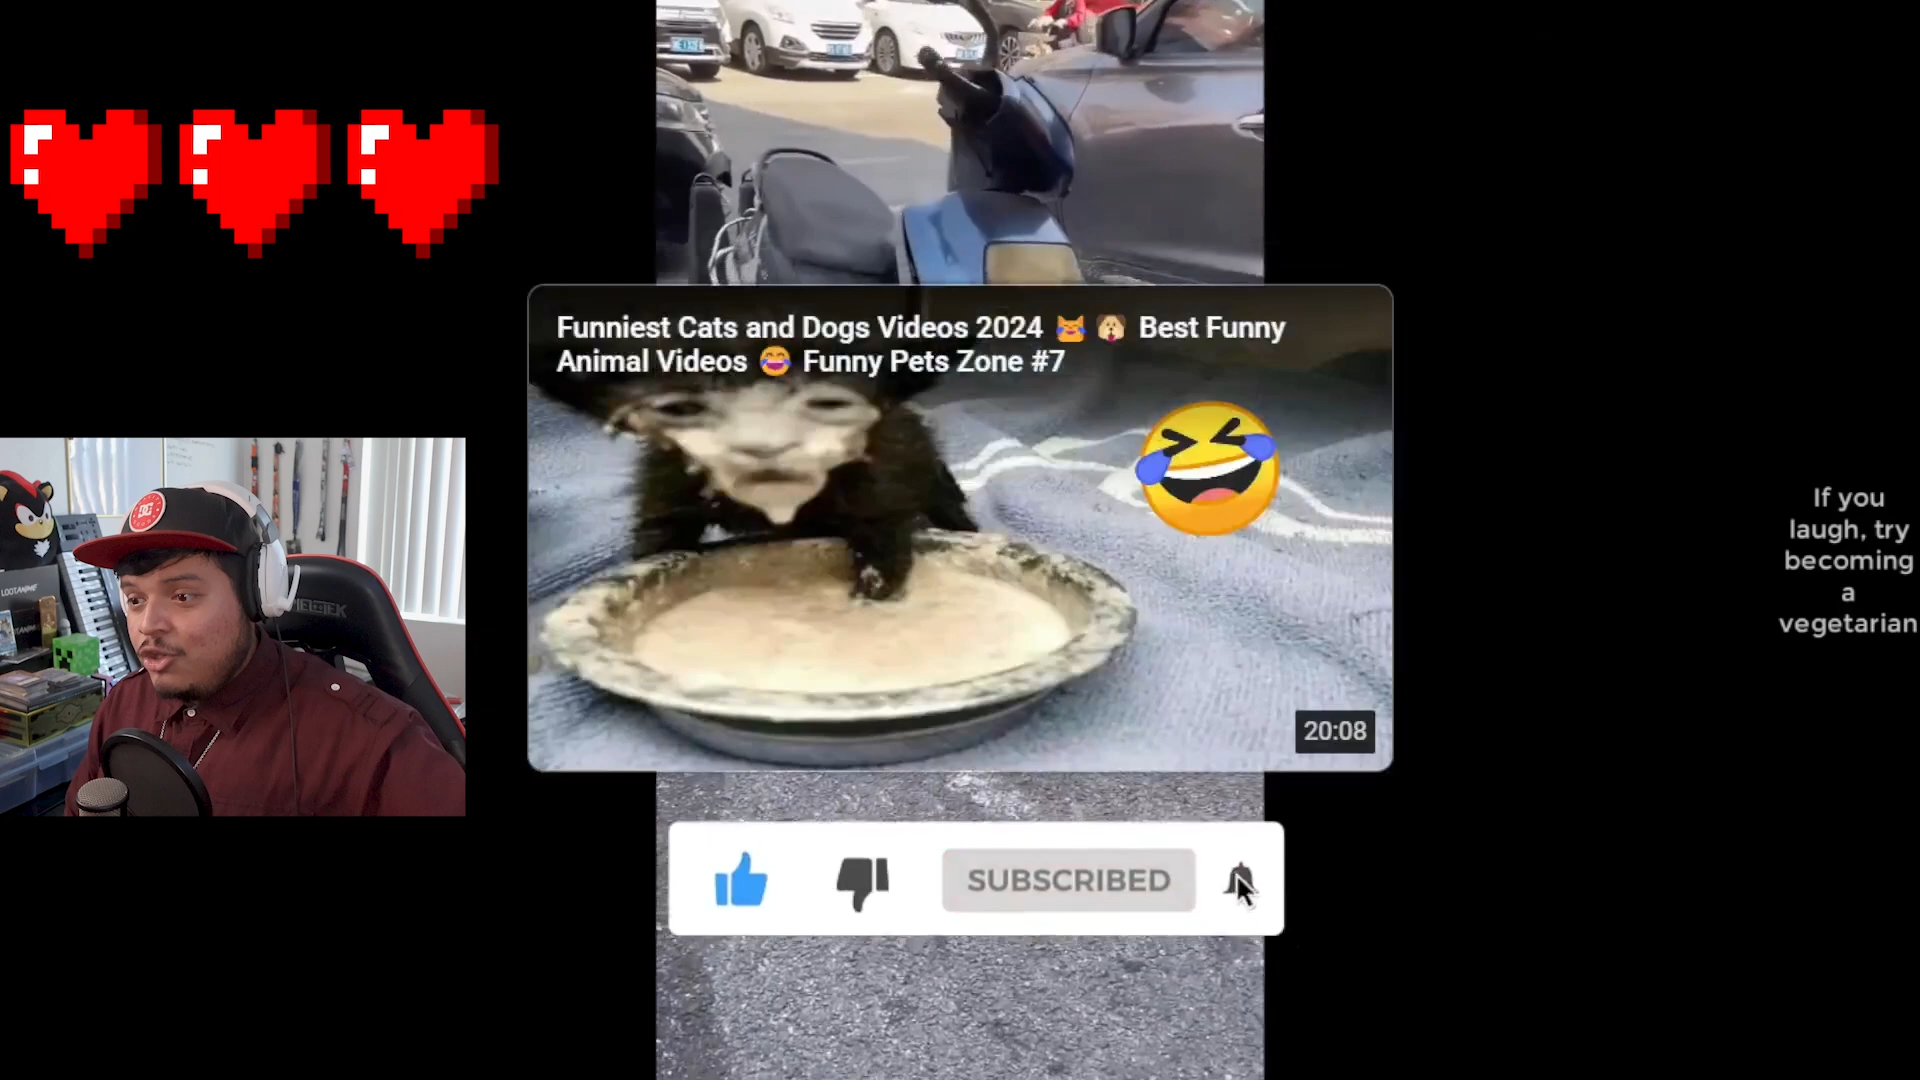 Funniest Cats and Dogs Videos 2024 😹 🐶 Best Funny
Animal Videos 😂 Funny Pets Zone #7
If you
laugh, try
becoming
a
vegetarian
20:08
SUBSCRIBED